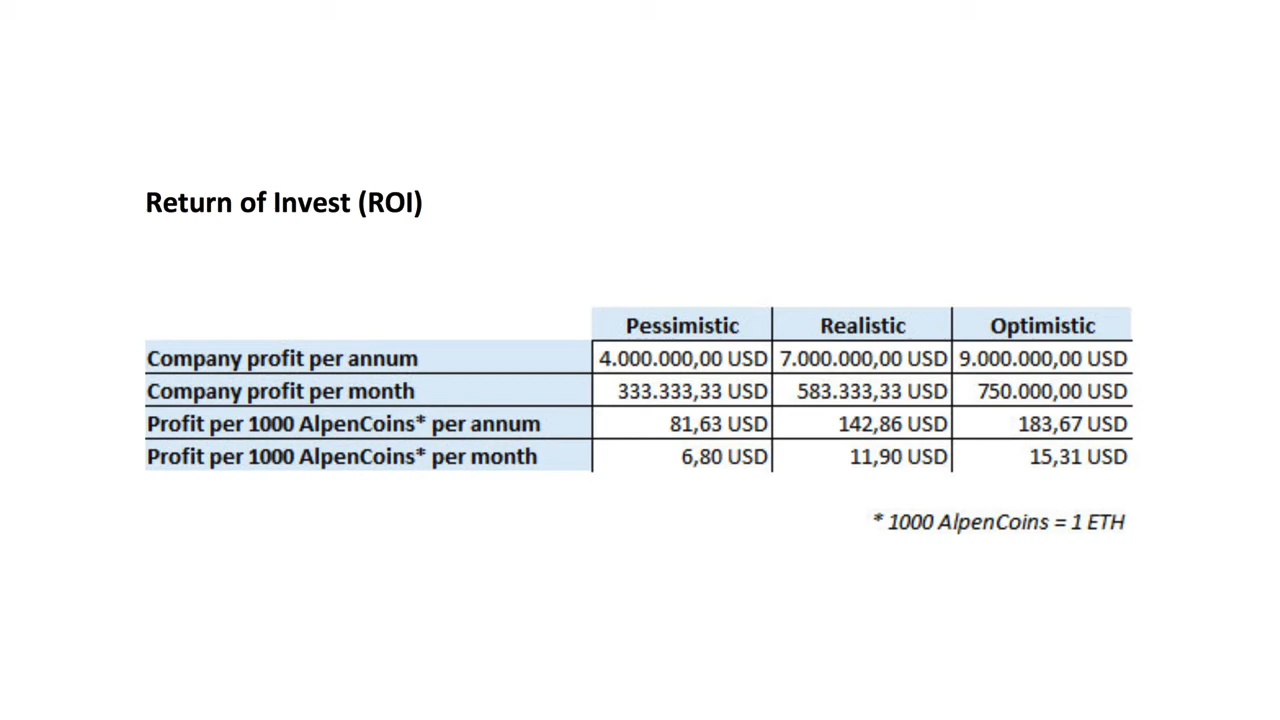 Return of Invest (ROI)
Pessimistic Realistic Optimistic
Company profit per annum 4.000.000,00 USD 7.000.000,00 USD 9.000.000,00 USD
Company profit per month 333.333,33 USD 583.333,33 USD 750.000,00 USD
Profit per 1000 AlpenCoins* per annum 81,63 USD 142,86 USD 183,67 USD
Profit per 1000 AlpenCoins* per month 6,80 USD 11,90 USD 15,31 USD
* 1000 AlpenCoins = 1 ETH